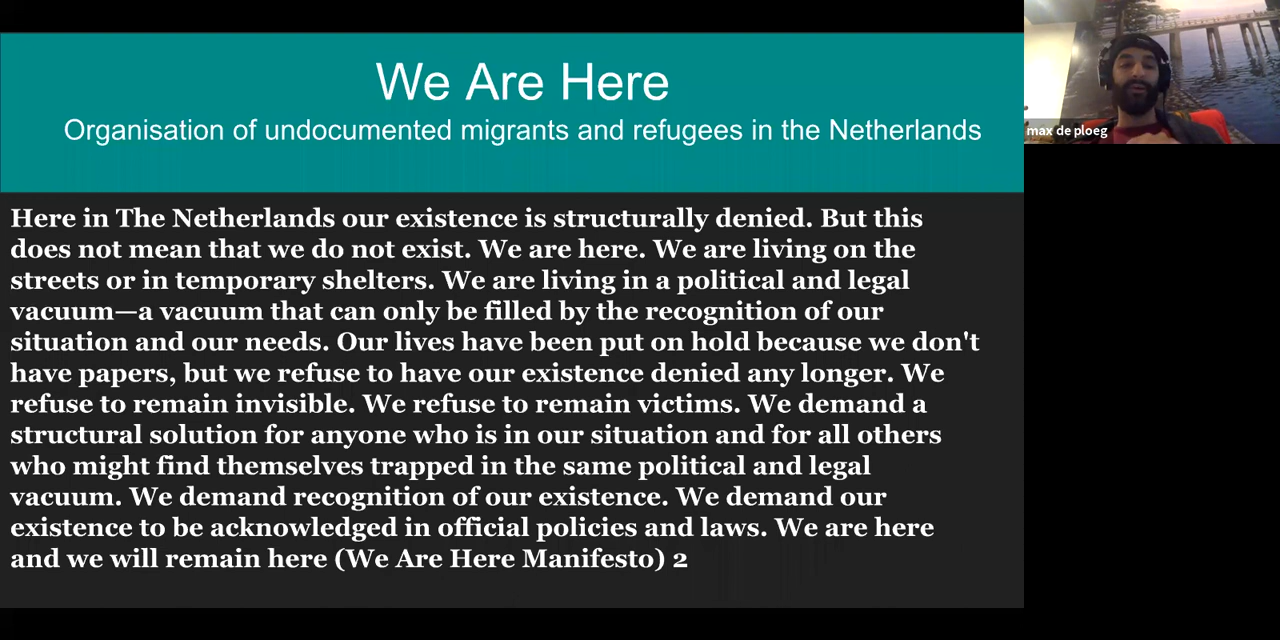 We Are Here
Organisation of undocumented migrants and refugees in the Netherlands
max de ploeg
Here in The Netherlands our existence is structurally denied. But this
does not mean that we do not exist. We are here. We are living on the
streets or in temporary shelters. We are living in a political and legal
vacuum—a vacuum that can only be filled by the recognition of our
situation and our needs. Our lives have been put on hold because we don't
have papers, but we refuse to have our existence denied any longer. We
refuse to remain invisible. We refuse to remain victims. We demand a
structural solution for anyone who is in our situation and for all others
who might find themselves trapped in the same political and legal
vacuum. We demand recognition of our existence. We demand our
existence to be acknowledged in official policies and laws. We are here
and we will remain here (We Are Here Manifesto) 2